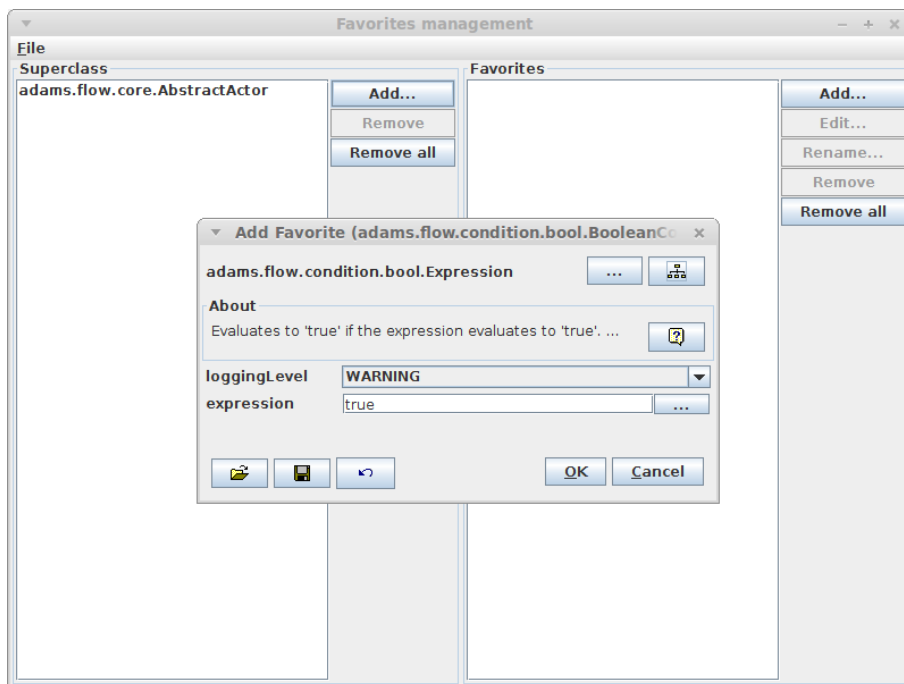 Favorites management
File
Superclass
Favorites
adams.flow.core.AbstractActor
Add...
Remove
Remove all
Add...
Edit...
Rename...
Remove
Remove all
Add Favorite (adams.flow.condition.bool.BooleanCo
adams.flow.condition.bool.Expression
...
About
Evaluates to 'true' if the expression evaluates to 'true'. ...
loggingLevel
WARNING
expression
true
...
OK
Cancel